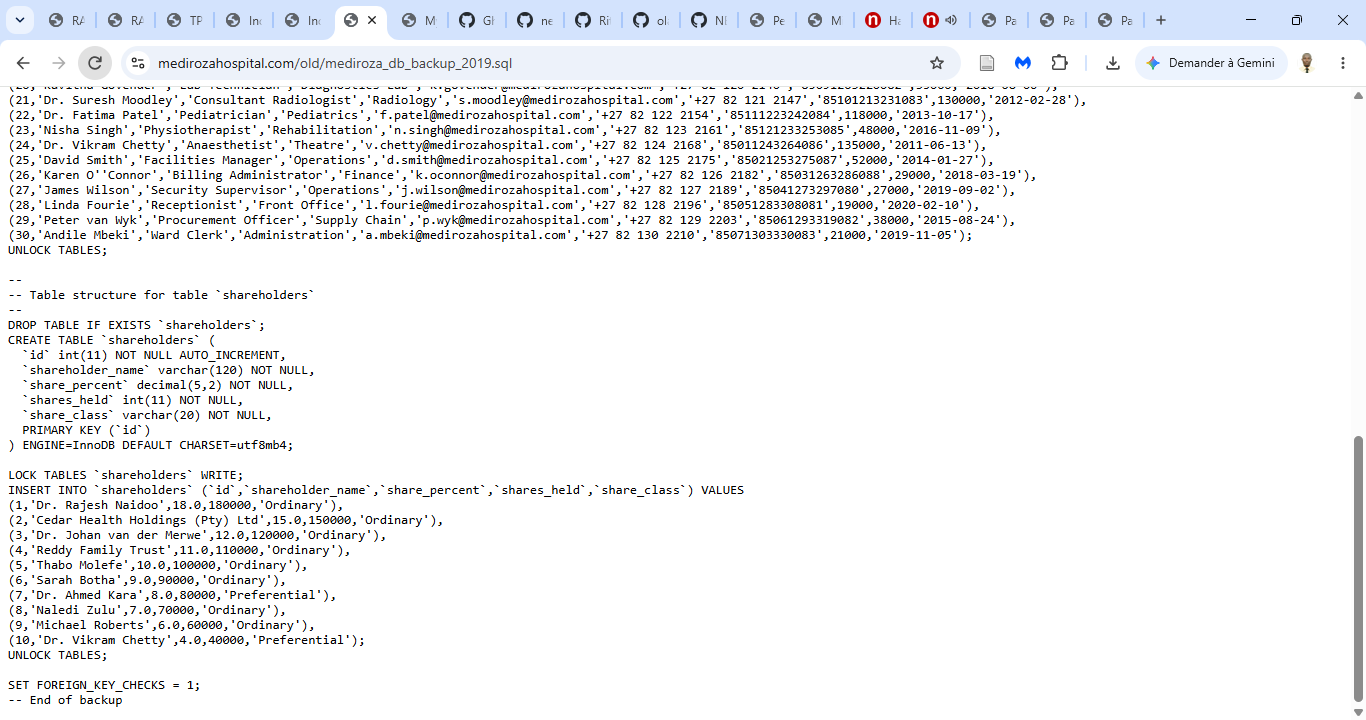 RA
RA
TP
Inc
Inc
M
Gh
ne
Rit
ola
NI
Pe
M
Ha
Pa
Pa
Pa
medirozahospital.com/old/mediroza_db_backup_2019.sql
Demander à Gemini
(21,'Dr. Suresh Moodley','Consultant Radiologist','Radiology','s.moodley@medirozahospital.com','+27 82 121 2147','85101213231083',130000,'2012-02-28'),
(22,'Dr. Fatima Patel','Pediatrician','Pediatrics','f.patel@medirozahospital.com','+27 82 122 2154','85111223242084',118000,'2013-10-17'),
(23,'Nisha Singh','Physiotherapist','Rehabilitation','n.singh@medirozahospital.com','+27 82 123 2161','85121233253085',48000,'2016-11-09'),
(24,'Dr. Vikram Chetty','Anaesthetist','Theatre','v.chetty@medirozahospital.com','+27 82 124 2168','85011243264086',135000,'2011-06-13'),
(25,'David Smith','Facilities Manager','Operations','d.smith@medirozahospital.com','+27 82 125 2175','85021253275087',52000,'2014-01-27'),
(26,'Karen O''Connor','Billing Administrator','Finance','k.oconnor@medirozahospital.com','+27 82 126 2182','85031263286088',29000,'2018-03-19'),
(27,'James Wilson','Security Supervisor','Operations','j.wilson@medirozahospital.com','+27 82 127 2189','85041273297080',27000,'2019-09-02'),
(28,'Linda Fourie','Receptionist','Front Office','l.fourie@medirozahospital.com','+27 82 128 2196','85051283308081',19000,'2020-02-10'),
(29,'Peter van Wyk','Procurement Officer','Supply Chain','p.wyk@medirozahospital.com','+27 82 129 2203','85061293319082',38000,'2015-08-24'),
(30,'Andile Mbeki','Ward Clerk','Administration','a.mbeki@medirozahospital.com','+27 82 130 2210','85071303330083',21000,'2019-11-05');
UNLOCK TABLES;
--
-- Table structure for table `shareholders`
--
DROP TABLE IF EXISTS `shareholders`;
CREATE TABLE `shareholders` (
`id` int(11) NOT NULL AUTO_INCREMENT,
`shareholder_name` varchar(120) NOT NULL,
`share_percent` decimal(5,2) NOT NULL,
`shares_held` int(11) NOT NULL,
`share_class` varchar(20) NOT NULL,
PRIMARY KEY (`id`)
) ENGINE=InnoDB DEFAULT CHARSET=utf8mb4;
LOCK TABLES `shareholders` WRITE;
INSERT INTO `shareholders` (`id`,`shareholder_name`,`share_percent`,`shares_held`,`share_class`) VALUES
(1,'Dr. Rajesh Naidoo',18.0,180000,'Ordinary'),
(2,'Cedar Health Holdings (Pty) Ltd',15.0,150000,'Ordinary'),
(3,'Dr. Johan van der Merwe',12.0,120000,'Ordinary'),
(4,'Reddy Family Trust',11.0,110000,'Ordinary'),
(5,'Thabo Molefe',10.0,100000,'Ordinary'),
(6,'Sarah Botha',9.0,90000,'Ordinary'),
(7,'Dr. Ahmed Kara',8.0,80000,'Preferential'),
(8,'Naledi Zulu',7.0,70000,'Ordinary'),
(9,'Michael Roberts',6.0,60000,'Ordinary'),
(10,'Dr. Vikram Chetty',4.0,40000,'Preferential');
UNLOCK TABLES;
SET FOREIGN_KEY_CHECKS = 1;
-- End of backup